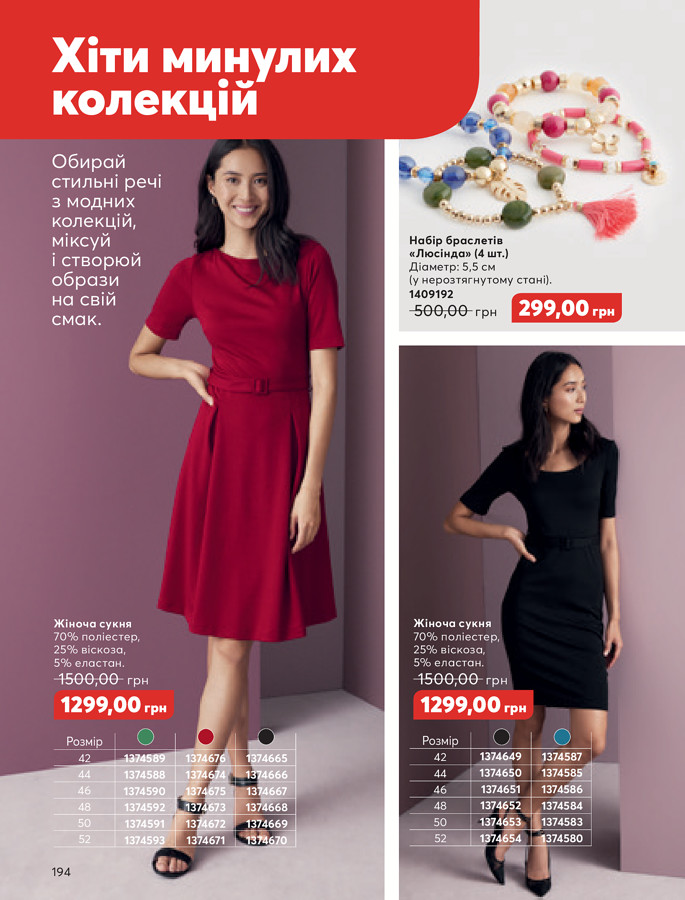 Хіти минулих
колекцій
Обирай
стильні речі
з модних
колекцій,
міксуй
і створюй
образи
на свій
смак.
Набір браслетів
«Люсінда» (4 шт.)
Діаметр: 5,5 см
(у нерозтягнутому стані).
1409192
500,00 грн
299,00 грн
Жіноча сукня
70% поліестер,
25% віскоза,
5% еластан.
1500,00 грн
1299,00 грн
Розмір
42 1374589 1374676 1374665
44 1374588 1374674 1374666
46 1374590 1374675 1374667
48 1374592 1374673 1374668
50 1374591 1374672 1374669
52 1374593 1374671 1374670
Жіноча сукня
70% поліестер,
25% віскоза,
5% еластан.
1500,00 грн
1299,00 грн
Розмір
42 1374649 1374587
44 1374650 1374585
46 1374651 1374586
48 1374652 1374584
50 1374653 1374583
52 1374654 1374580
194